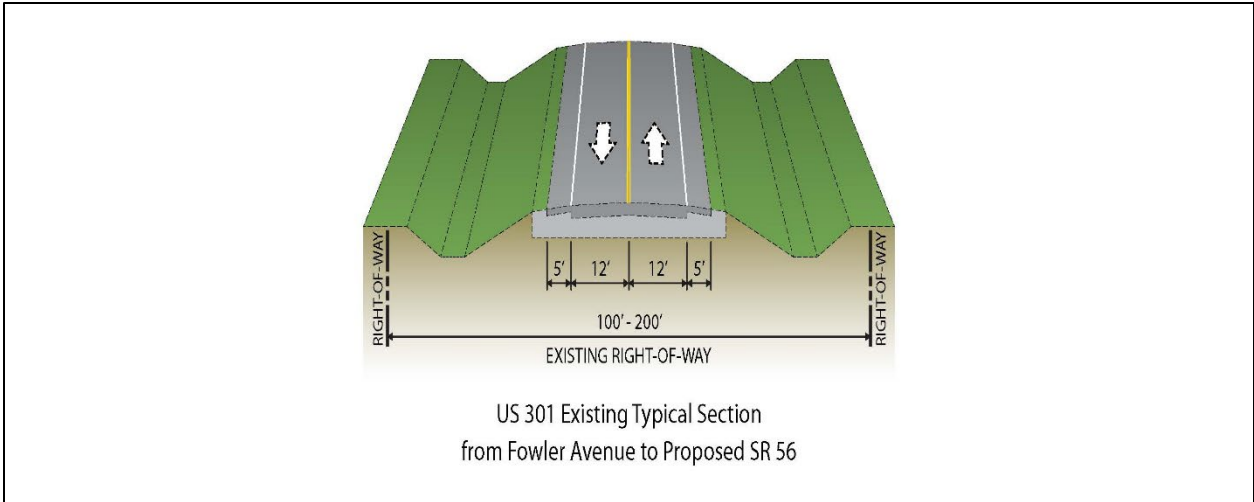 5' 12' 12' 5'
RIGHT-OF-WAY
RIGHT-OF-WAY
100' - 200'
EXISTING RIGHT-OF-WAY
US 301 Existing Typical Section
from Fowler Avenue to Proposed SR 56